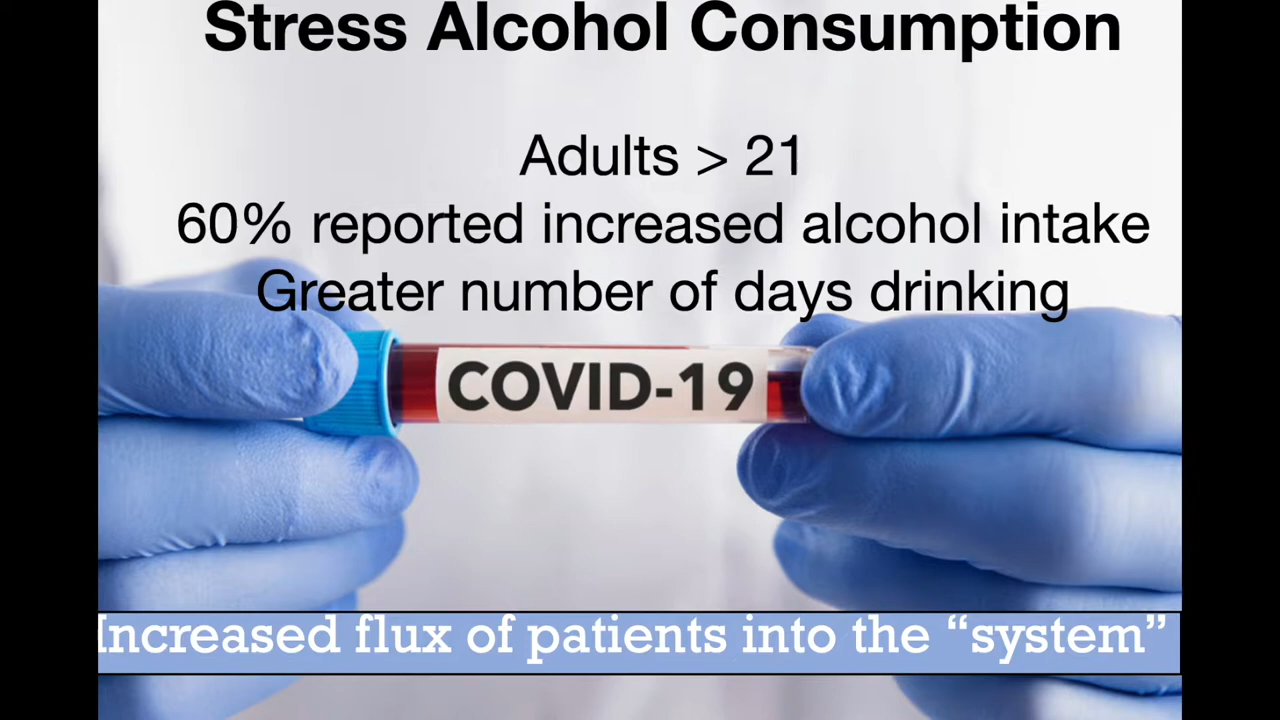 Stress Alcohol Consumption
Adults > 21
60% reported increased alcohol intake
Greater number of days drinking
COVID-19
Increased flux of patients into the “system”